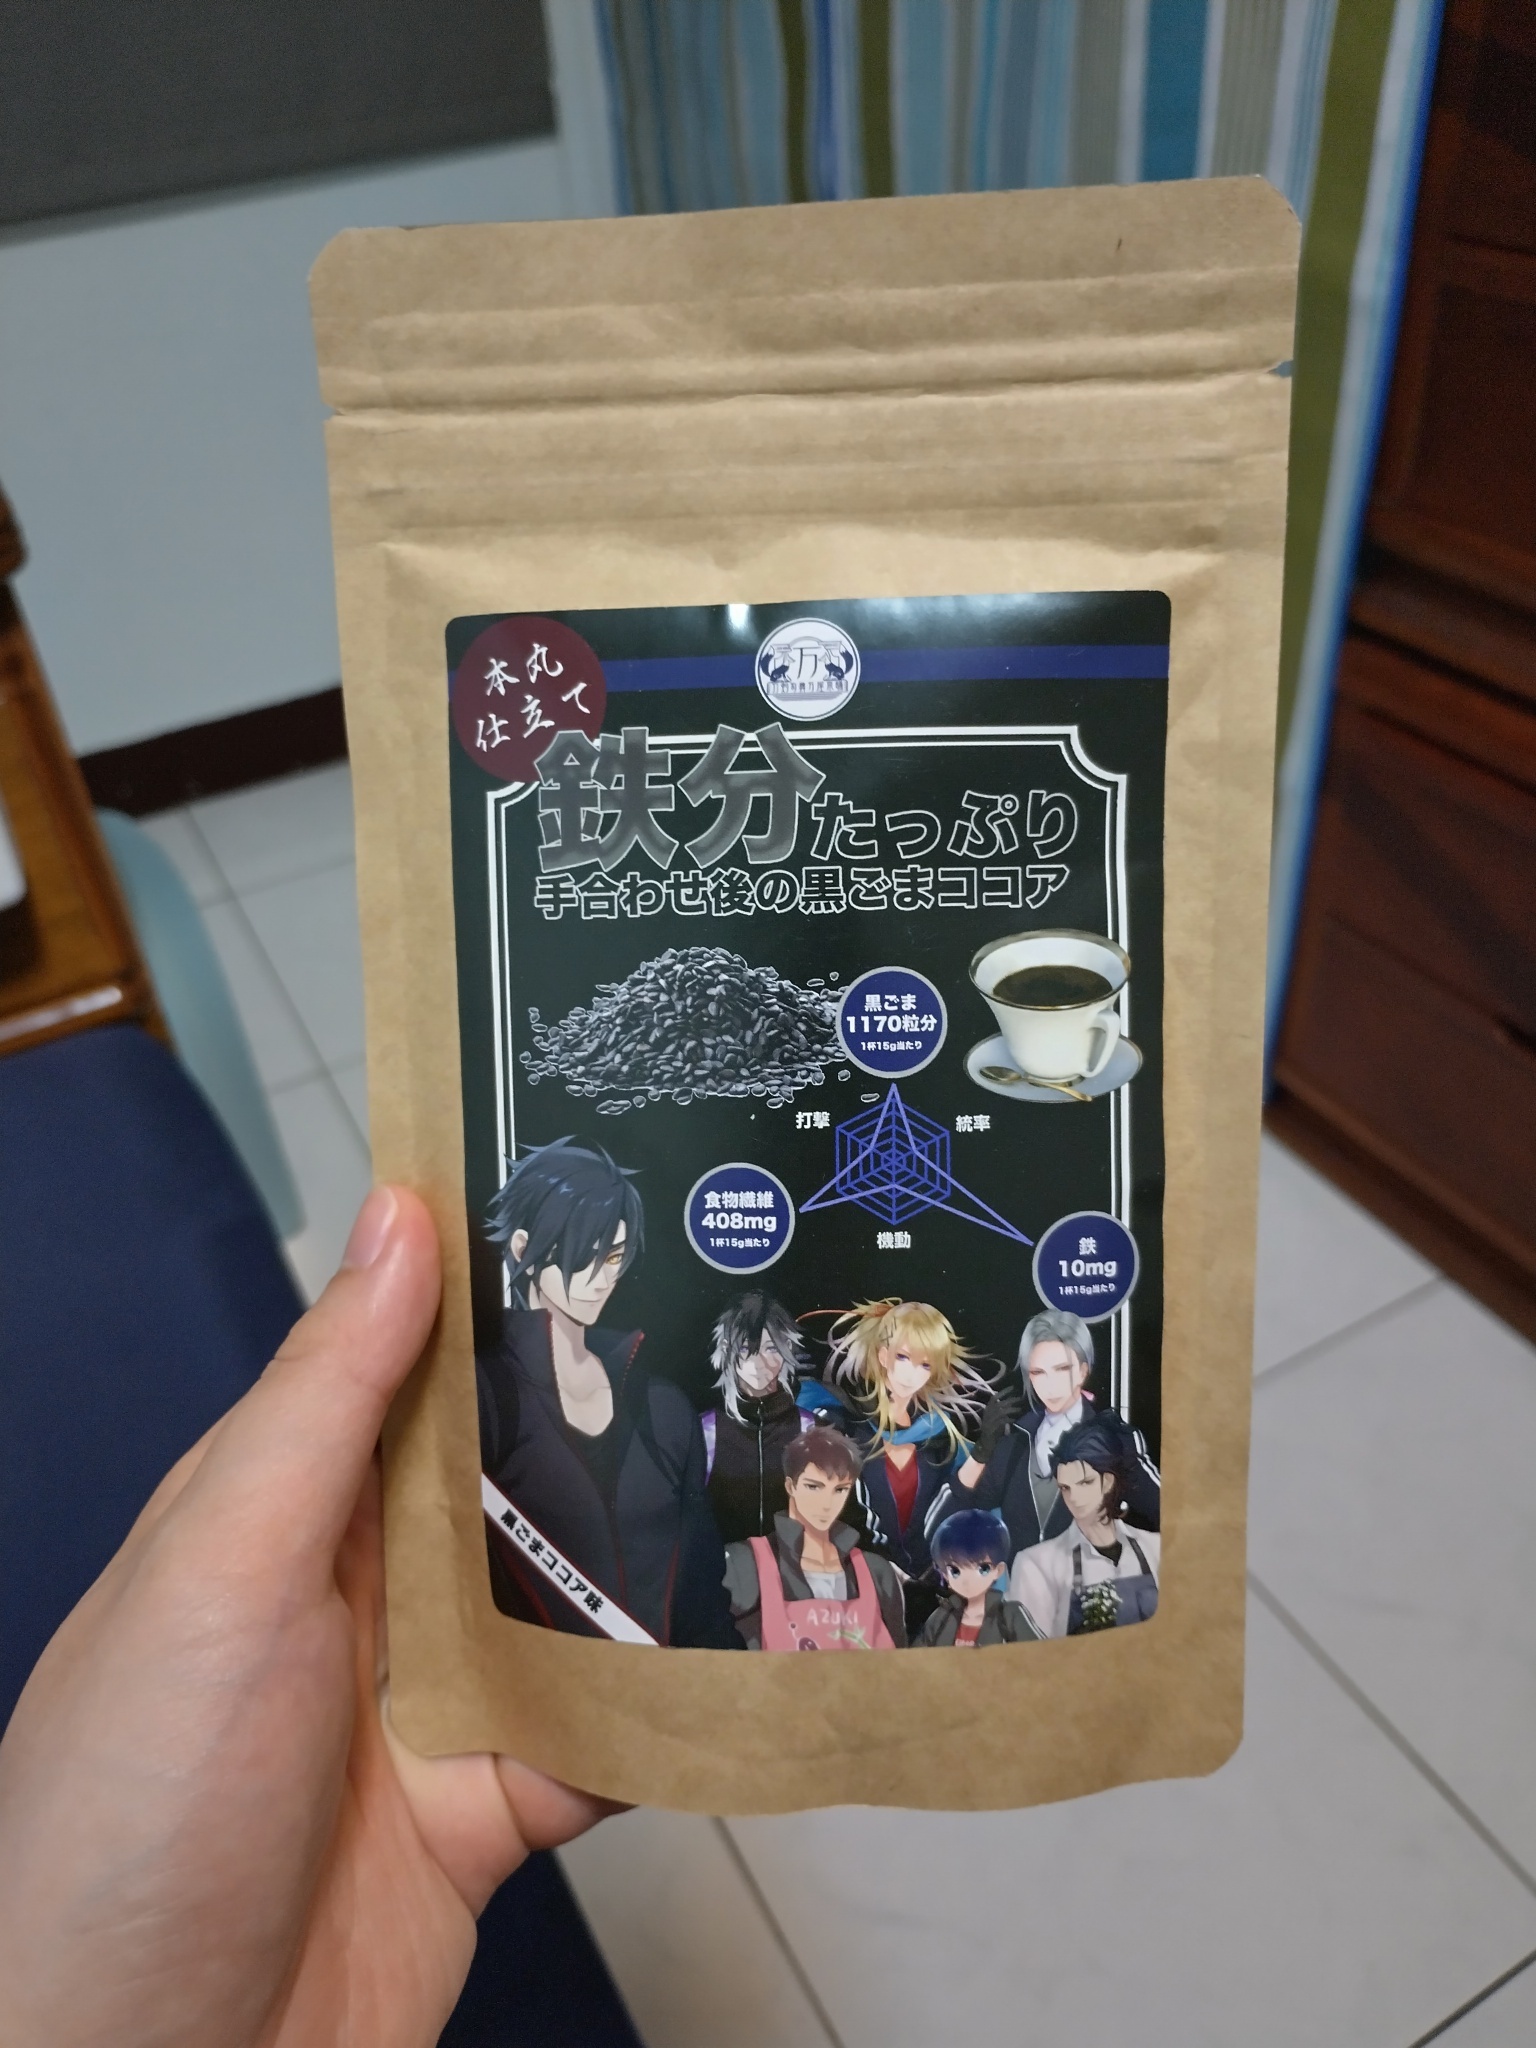 本丸
仕立て
万
鉄分たっぷり
手合わせ後の黒ごまココア
黒ごま
1170粒分
1杯15g当たり
打撃
統率
食物繊維
408mg
1杯15g当たり
機動
鉄
10mg
1杯15g当たり
AZUKI
黒ごまココア味